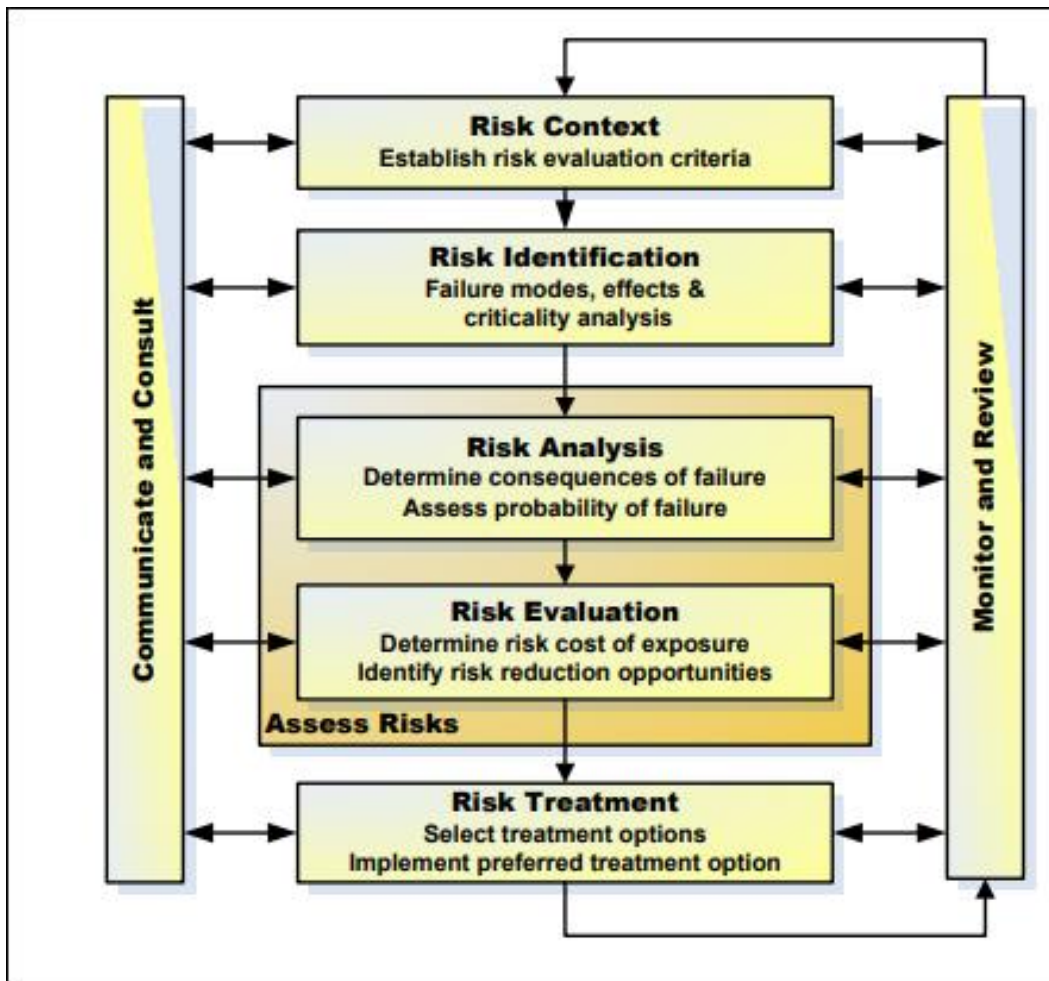 Communicate and Consult
Risk Context
Establish risk evaluation criteria
Risk Identification
Failure modes, effects &
criticality analysis
Risk Analysis
Determine consequences of failure
Assess probability of failure
Risk Evaluation
Determine risk cost of exposure
Identify risk reduction opportunities
Assess Risks
Risk Treatment
Select treatment options
Implement preferred treatment option
Monitor and Review